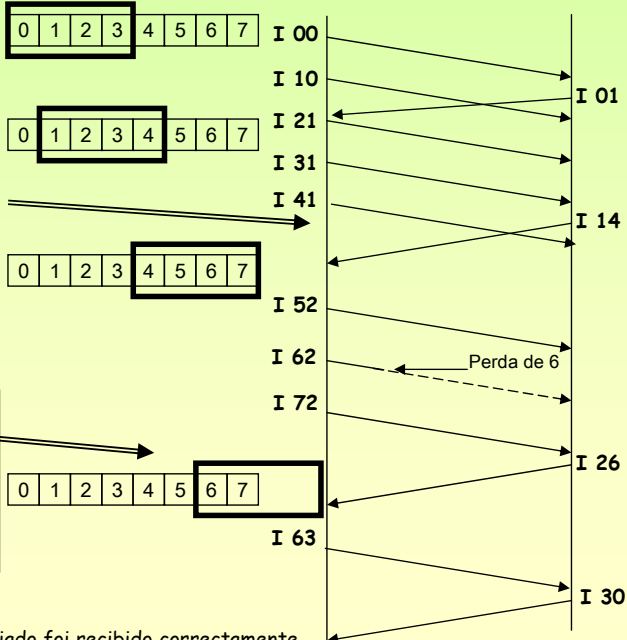 0 1 2 3 4 5 6 7
I 00
I 10
I 01
0 1 2 3 4 5 6 7
I 21
I 31
I 41
I 14
0 1 2 3 4 5 6 7
I 52
I 62
Perda de 6
I 72
I 26
0 1 2 3 4 5 6 7
I 63
I 30
foi recibido correctamente